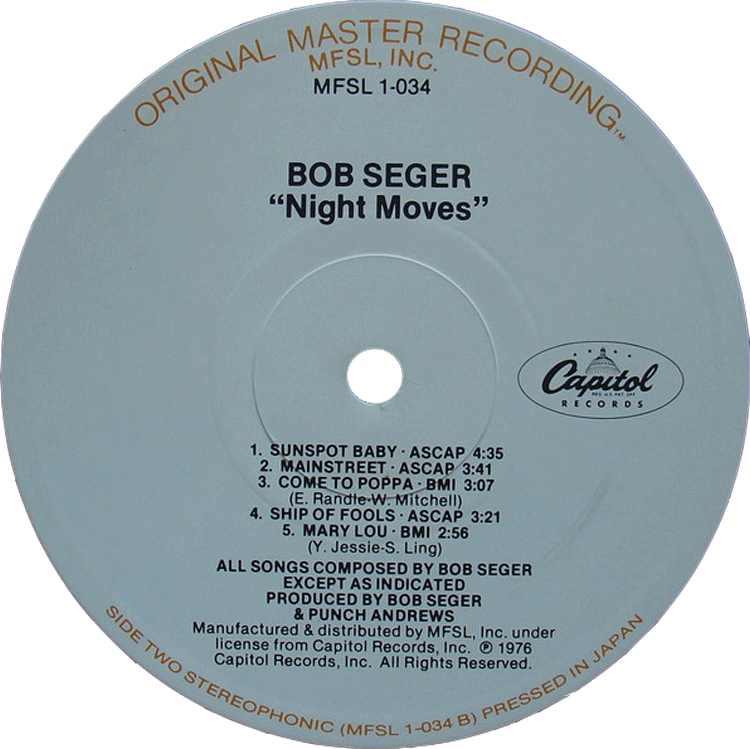 ORIGINAL MASTER RECORDING™
MFSL, INC.
MFSL 1-034
BOB SEGER
“Night Moves”
Capitol
REG. U.S. PAT. OFF.
RECORDS
1. SUNSPOT BABY · ASCAP 4:35
2. MAINSTREET · ASCAP 3:41
3. COME TO POPPA · BMI 3:07
(E. Randle-W. Mitchell)
4. SHIP OF FOOLS · ASCAP 3:21
5. MARY LOU · BMI 2:56
(Y. Jessie-S. Ling)
ALL SONGS COMPOSED BY BOB SEGER
EXCEPT AS INDICATED
PRODUCED BY BOB SEGER
& PUNCH ANDREWS
Manufactured & distributed by MFSL, Inc. under
license from Capitol Records, Inc. ℗ 1976
Capitol Records, Inc. All Rights Reserved.
SIDE TWO STEREOPHONIC (MFSL 1-034 B) PRESSED IN JAPAN